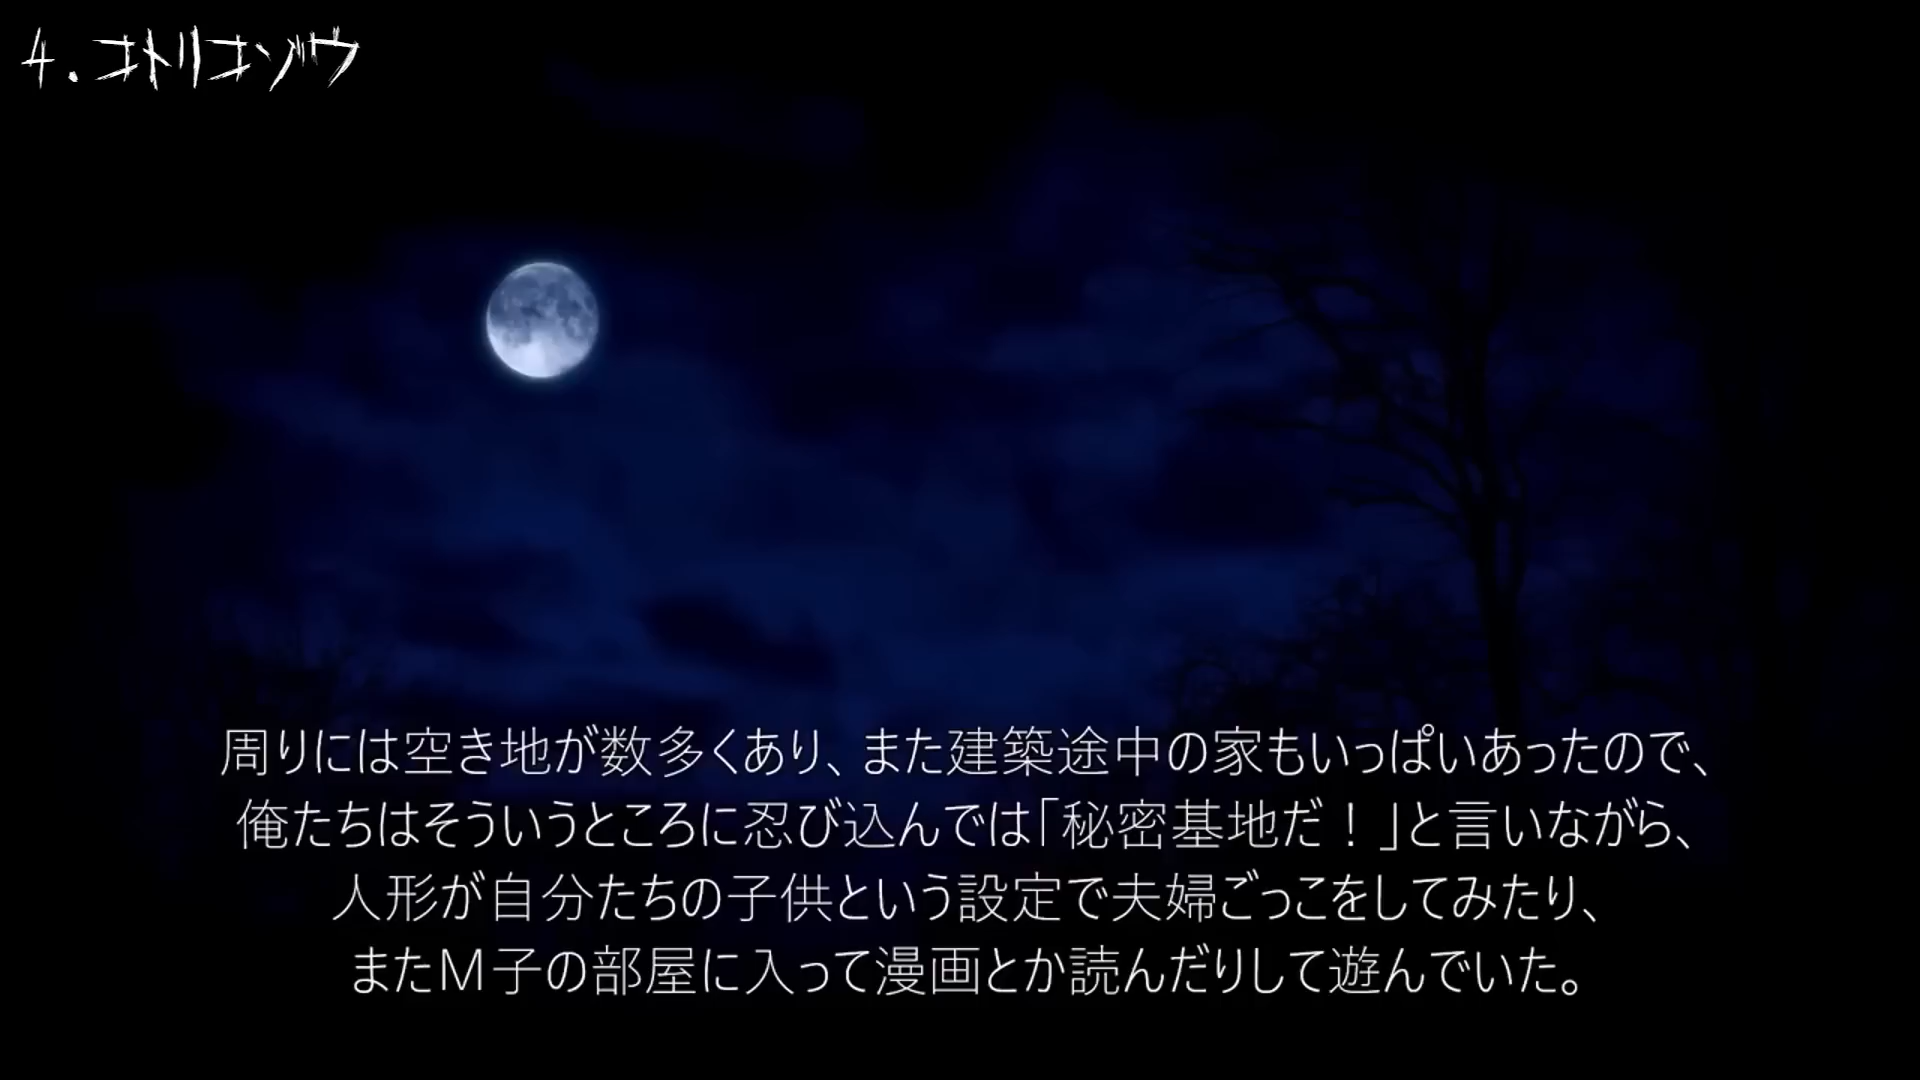 4.コトリコゾウ
周りには空き地が数多くあり、また建築途中の家もいっぱいあったので、
俺たちはそういうところに忍び込んでは「秘密基地だ！」と言いながら、
人形が自分たちの子供という設定で夫婦ごっこをしてみたり、
またＭ子の部屋に入って漫画とか読んだりして遊んでいた。